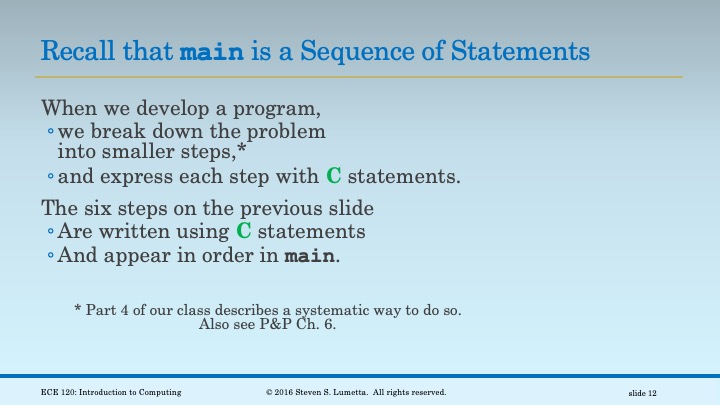 Recall that main is a Sequence of Statements
When we develop a program,
◦we break down the problem
into smaller steps,*
◦and express each step with C statements.
The six steps on the previous slide
◦Are written using C statements
◦And appear in order in main.
* Part 4 of our class describes a systematic way to do so.
Also see P&P Ch. 6.
ECE 120: Introduction to Computing © 2016 Steven S. Lumetta. All rights reserved. slide 12